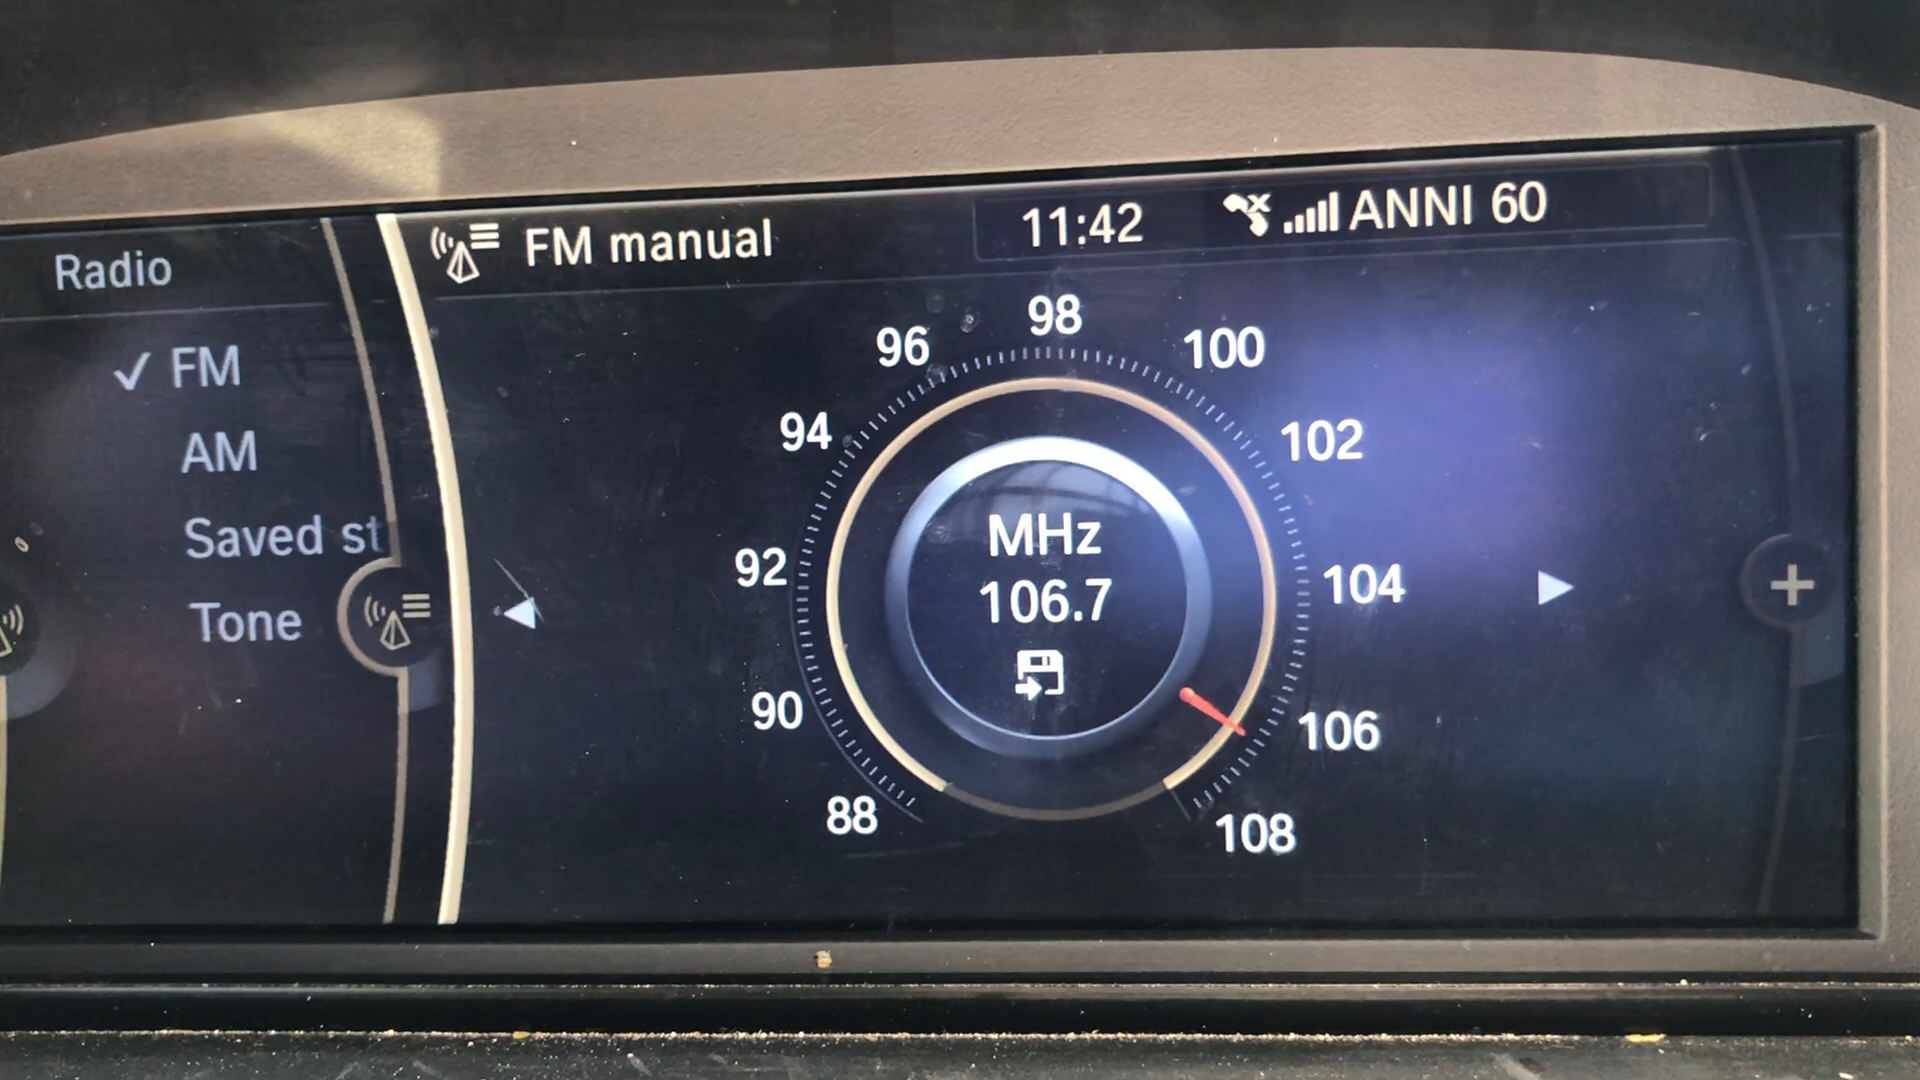 Radio
✓ FM
AM
Saved st
Tone
FM manual
11:42
ANNI 60
98
96
100
94
102
92
104
90
106
88
108
MHz
106.7
+